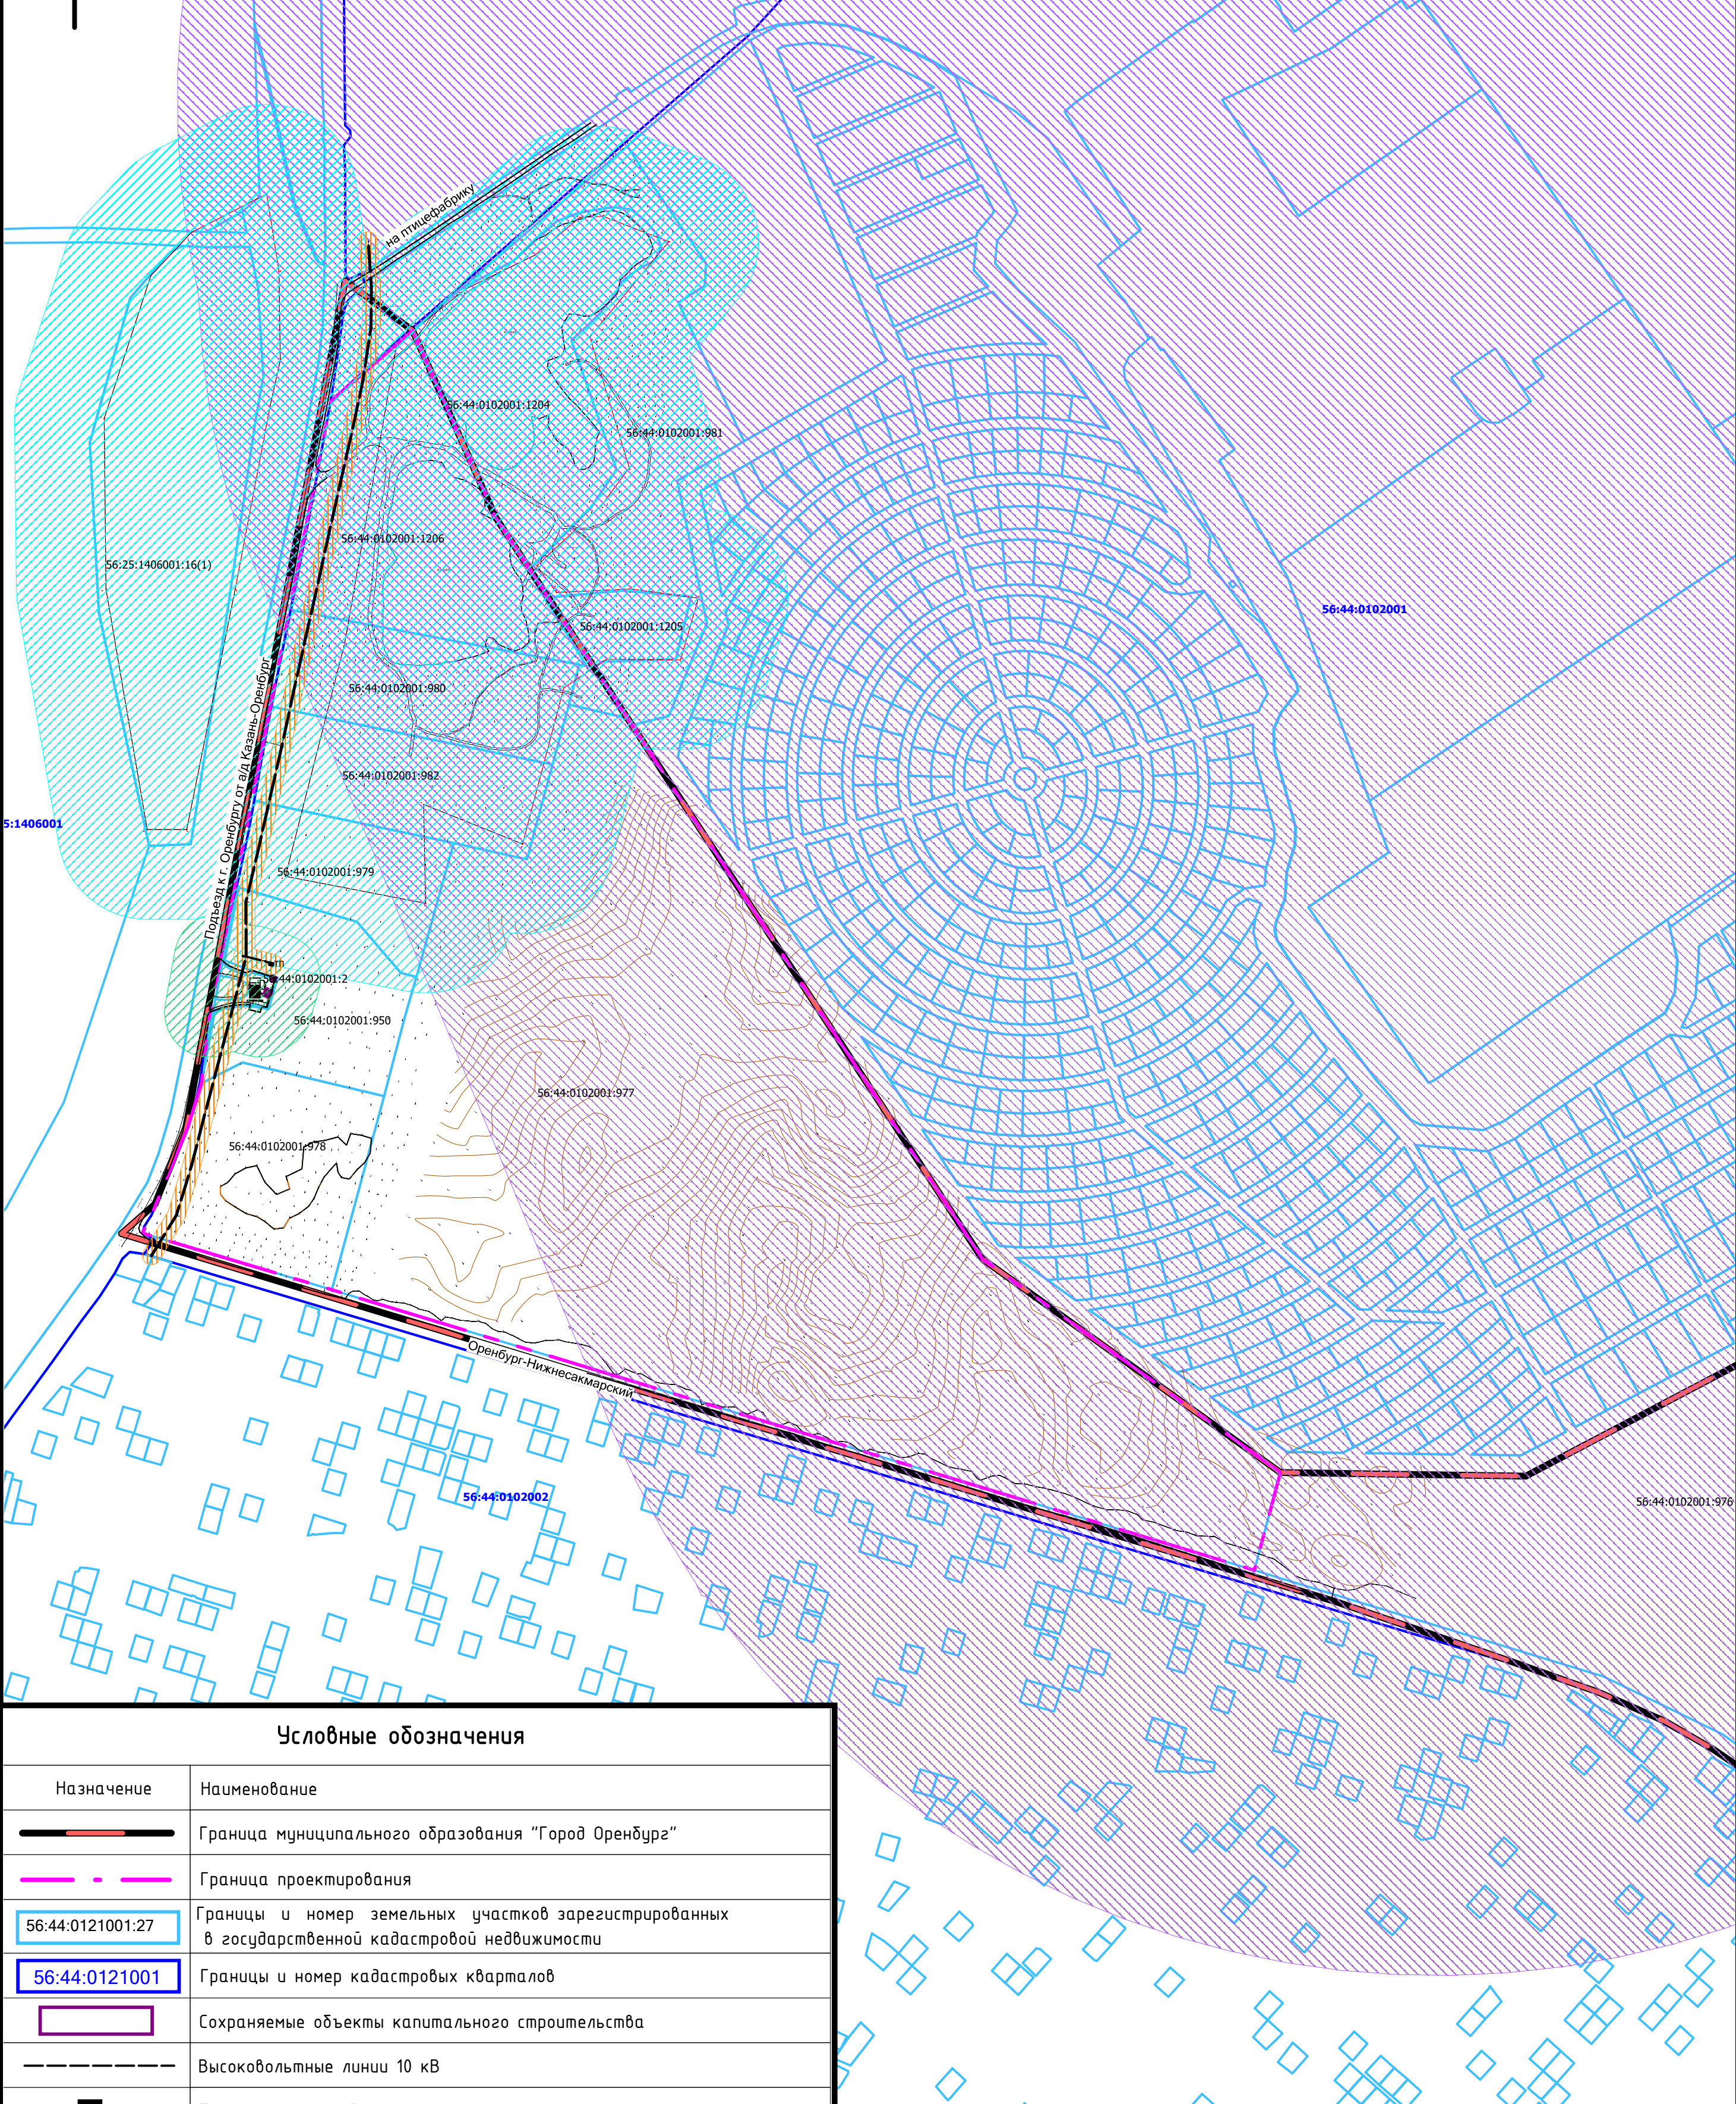 на птицефабрику
56:44:0102001:1204
56:44:0102001:981
56:44:0102001:1206
56:25:1406001:16(1)
56:44:0102001
56:44:0102001:1205
56:44:0102001:980
Подъезд к г. Оренбургу от а/д Казань-Оренбург
56:44:0102001:982
5:1406001
56:44:0102001:979
44:0102001:2
56:44:0102001:950
56:44:0102001:977
56:44:0102001:978
Оренбург-Нижнесакмарский
56:44:0102002
56:44:0102001:976
Условные обозначения
Назначение
Наименование
Граница муниципального образования "Город Оренбург"
Граница проектирования
56:44:0121001:27
Границы и номер земельных участков зарегистрированных
в государственной кадастровой недвижимости
56:44:0121001
Границы и номер кадастровых кварталов
Сохраняемые объекты капитального строительства
Высоковольтные линии 10 кВ